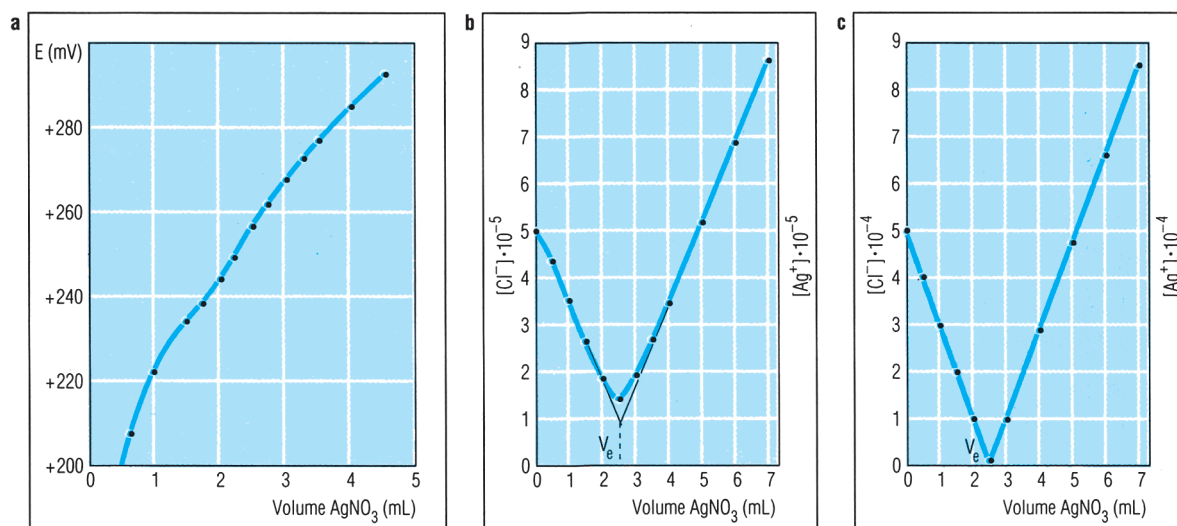 a
E (mV)
+280
+260
+240
+220
+200
0 1 2 3 4 5
Volume AgNO₃ (mL)
b
9
8
7
6
5
4
3
2
1
0
[Cl⁻]·10⁻⁵
[Ag⁺]·10⁻⁵
Vₑ
0 1 2 3 4 5 6 7
Volume AgNO₃ (mL)
c
9
8
7
6
5
4
3
2
1
0
[Cl⁻]·10⁻⁴
[Ag⁺]·10⁻⁴
Vₑ
0 1 2 3 4 5 6 7
Volume AgNO₃ (mL)